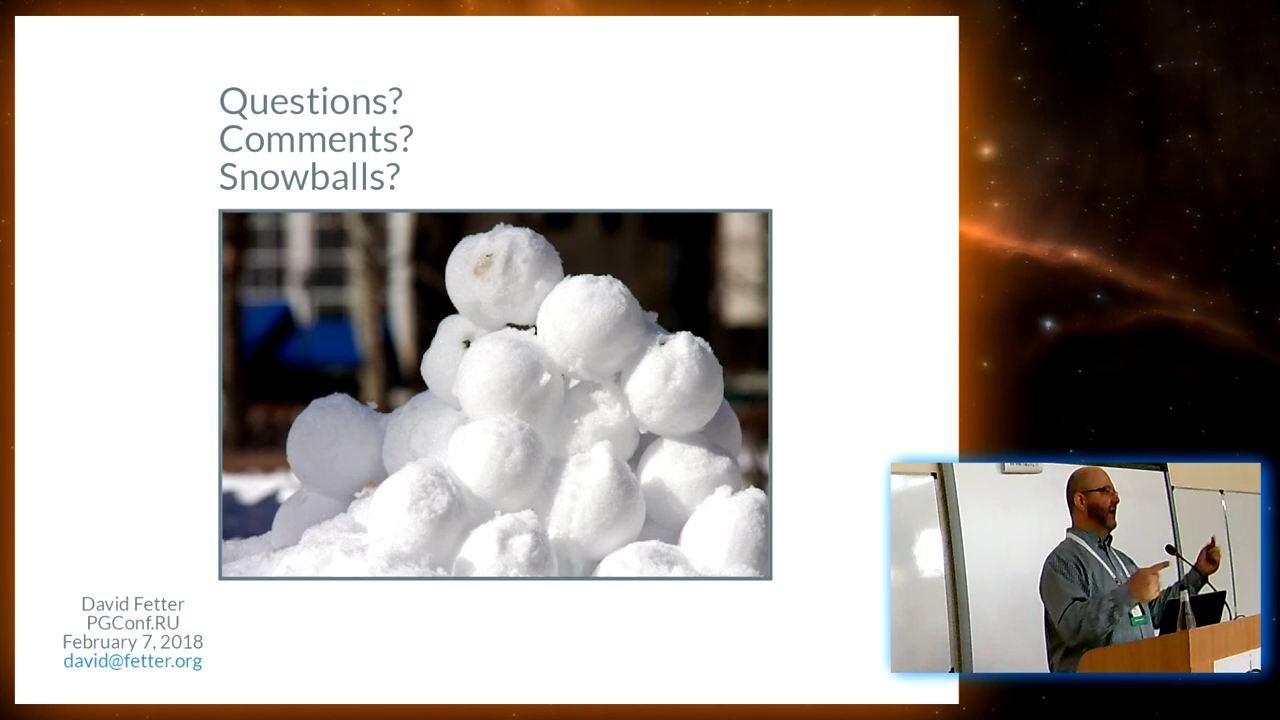 Questions?
Comments?
Snowballs?
David Fetter
PGConf.RU
February 7, 2018
david@fetter.org